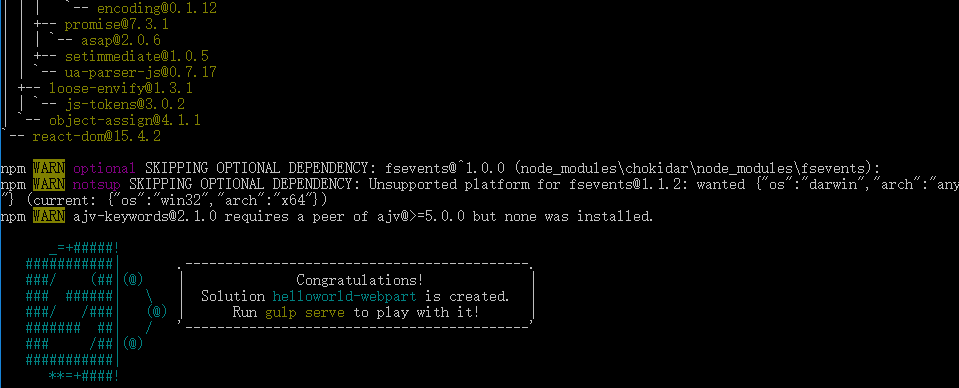 | | | `-- encoding@0.1.12
| | +-- promise@7.3.1
| | | `-- asap@2.0.6
| | +-- setimmediate@1.0.5
| | `-- ua-parser-js@0.7.17
| +-- loose-envify@1.3.1
| | `-- js-tokens@3.0.2
| `-- object-assign@4.1.1
`-- react-dom@15.4.2
npm WARN optional SKIPPING OPTIONAL DEPENDENCY: fsevents@^1.0.0 (node_modules\chokidar\node_modules\fsevents):
npm WARN notsup SKIPPING OPTIONAL DEPENDENCY: Unsupported platform for fsevents@1.1.2: wanted {"os":"darwin","arch":"any
"} (current: {"os":"win32","arch":"x64"})
npm WARN ajv-keywords@2.1.0 requires a peer of ajv@>=5.0.0 but none was installed.
_=+#####!
###########| .--------------------------------------------.
###/ (##|(@) | Congratulations! |
### ######| \ | Solution helloworld-webpart is created. |
###/ /###| (@) | Run gulp serve to play with it! |
####### ##| / '--------------------------------------------'
### /##|(@)
###########|
**=+####!